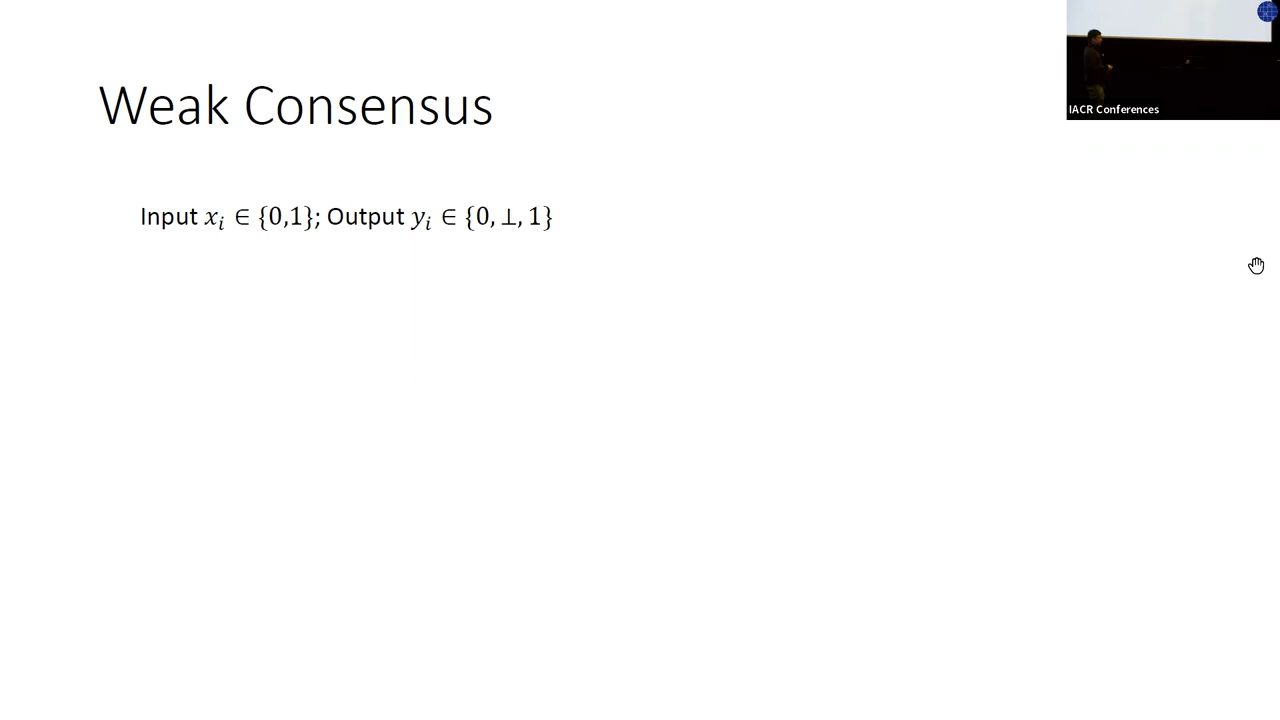 Weak Consensus
Input 𝑥ᵢ ∈ {0,1}; Output 𝑦ᵢ ∈ {0, ⊥, 1}
IACR Conferences